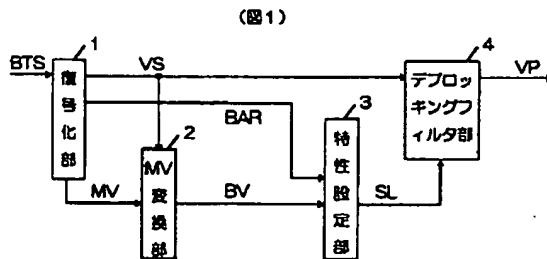 (図1)
1
BTS
復号化部
VS
BAR
MV
2
MV変換部
BV
3
特性設定部
SL
4
デブロッ
キングフ
ィルタ部
VP